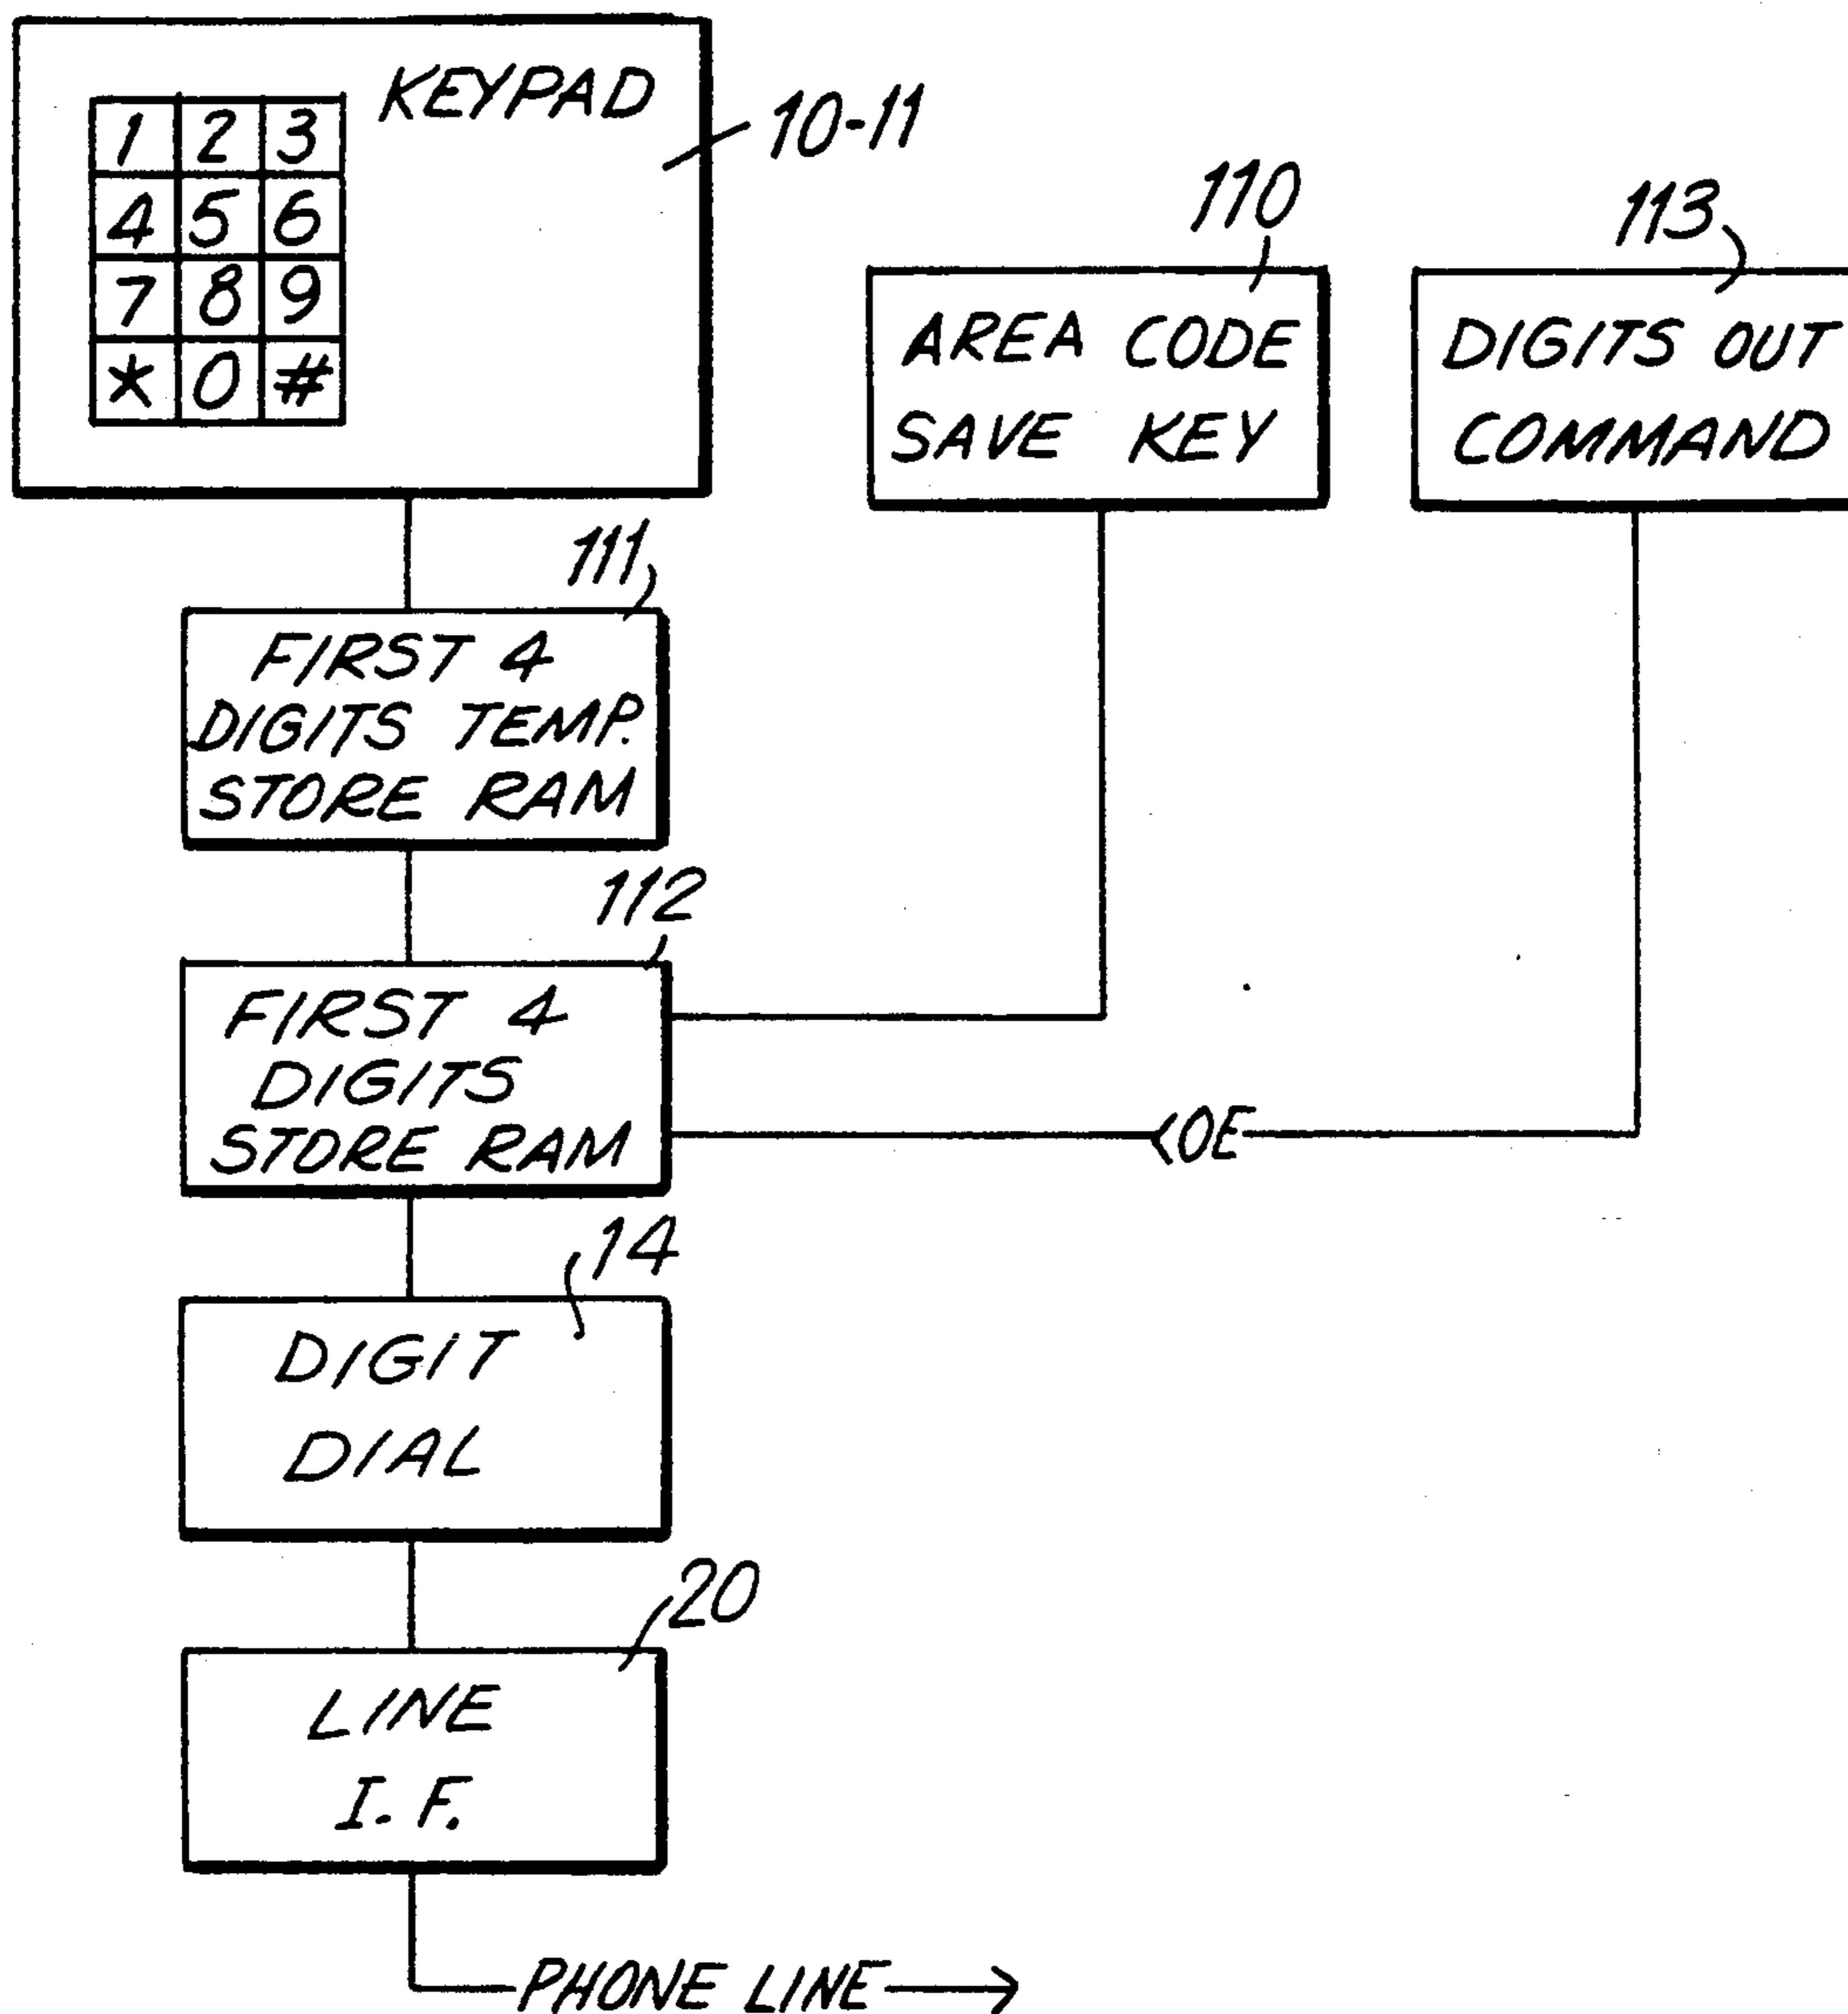 KEYPAD
1 2 3
4 5 6
7 8 9
* 0 #
10-11
110
AREA CODE
SAVE KEY
113
DIGITS OUT
COMMAND
111
FIRST 4
DIGITS TEMP.
STORE RAM
112
FIRST 4
DIGITS
STORE RAM
OE
14
DIGIT
DIAL
20
LINE
I.F.
PHONE LINE